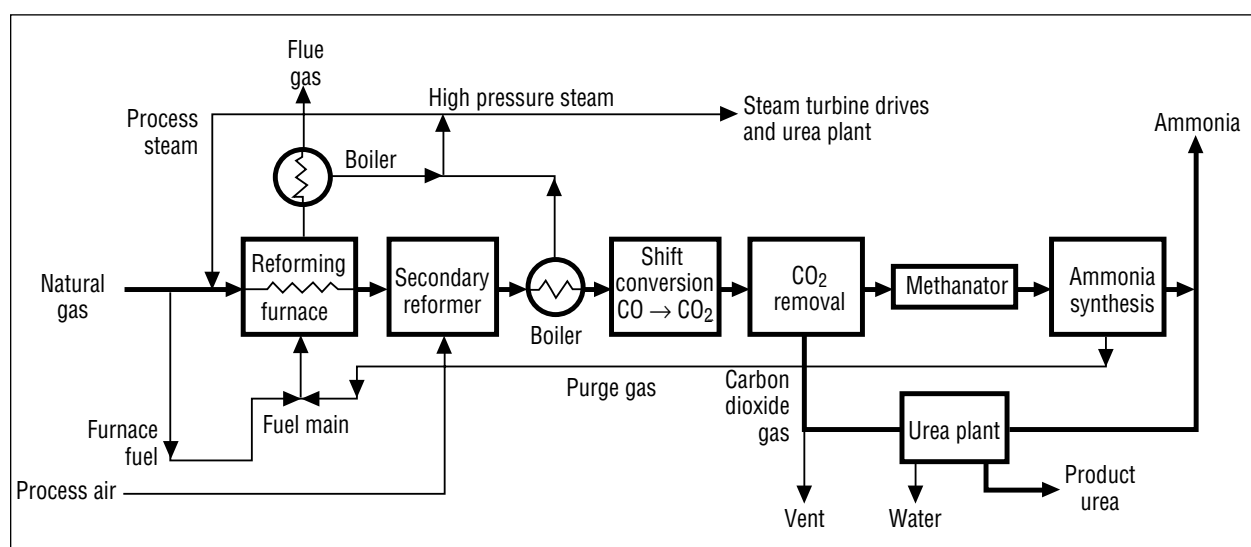 Flue
gas
High pressure steam
Process
steam
Steam turbine drives
and urea plant
Ammonia
Boiler
Natural
gas
Reforming
furnace
Secondary
reformer
Boiler
Shift
conversion
CO → CO₂
CO₂
removal
Methanator
Ammonia
synthesis
Purge gas
Carbon
dioxide
gas
Fuel main
Furnace
fuel
Urea plant
Process air
Vent
Water
Product
urea